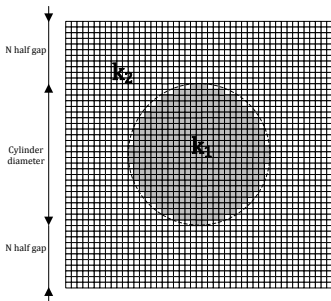 N half gap
k2
Cylinder
diameter
k1
N half gap